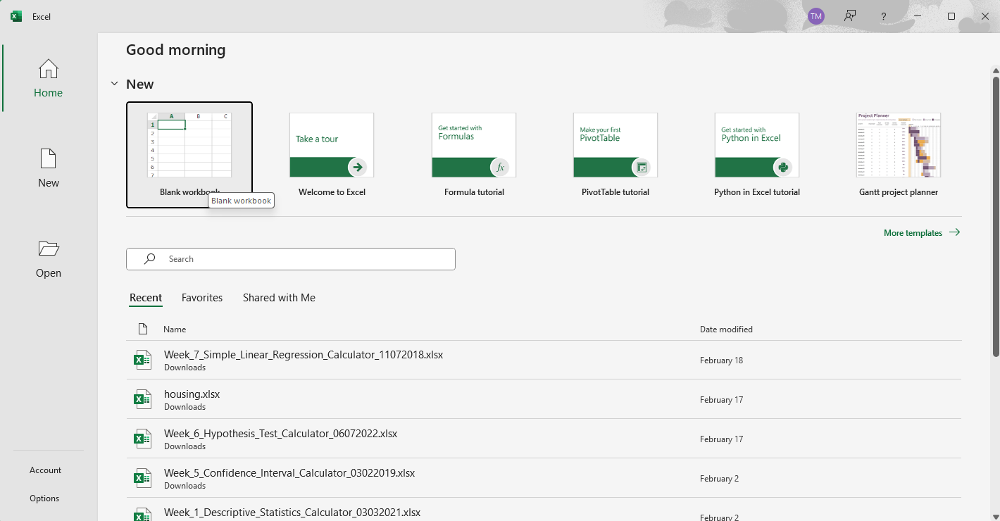 Excel
TM
?
Good morning
Home
New
Open
Account
Options
New
A B C
1
2
3
4
5
6
7
Blank workbook
Blank workbook
Take a tour
Welcome to Excel
Get started with
Formulas
fx
Formula tutorial
Make your first
PivotTable
PivotTable tutorial
Get started with
Python in Excel
Python in Excel tutorial
Project Planner
Gantt project planner
More templates
Search
Recent Favorites Shared with Me
Name Date modified
Week_7_Simple_Linear_Regression_Calculator_11072018.xlsx
Downloads
February 18
housing.xlsx
Downloads
February 17
Week_6_Hypothesis_Test_Calculator_06072022.xlsx
Downloads
February 17
Week_5_Confidence_Interval_Calculator_03022019.xlsx
Downloads
February 2
Week_1_Descriptive_Statistics_Calculator_03032021.xlsx
February 2